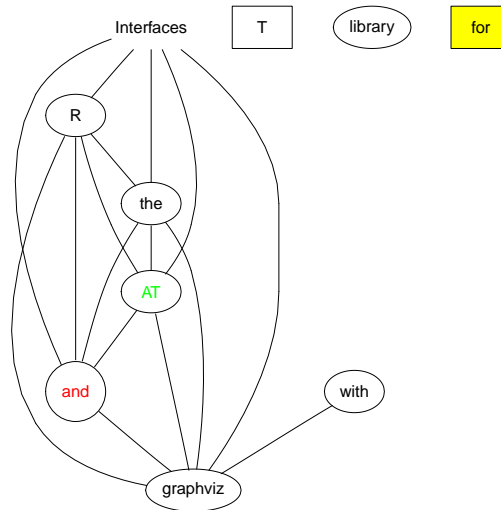 Interfaces T library for
R
the
AT
and
with
graphviz